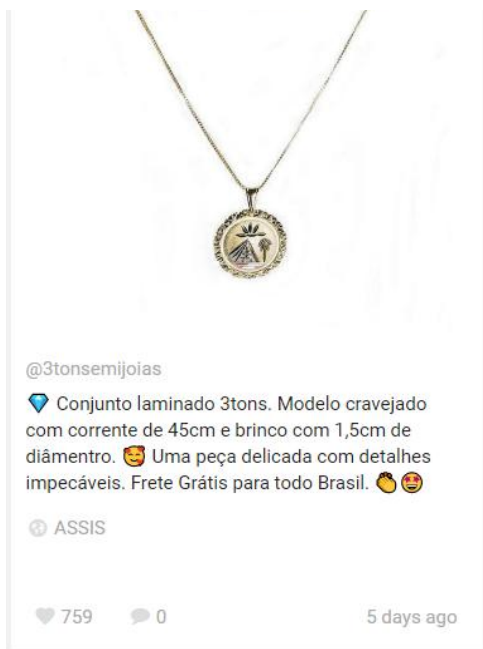 @3tonsemijoias
💎 Conjunto laminado 3tons. Modelo cravejado
com corrente de 45cm e brinco com 1,5cm de
diâmentro. 🥰 Uma peça delicada com detalhes
impecáveis. Frete Grátis para todo Brasil. 👏🤩
ASSIS
759 0 5 days ago